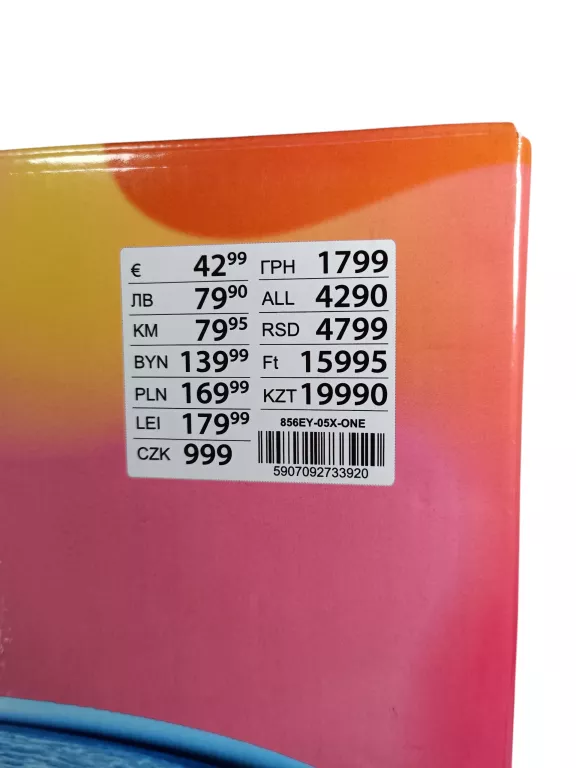 € 42⁹⁹
ЛВ 79⁹⁰
KM 79⁹⁵
BYN 139⁹⁹
PLN 169⁹⁹
LEI 179⁹⁹
CZK 999
ГРН 1799
ALL 4290
RSD 4799
Ft 15995
KZT 19990
856EY-05X-ONE
5907092733920